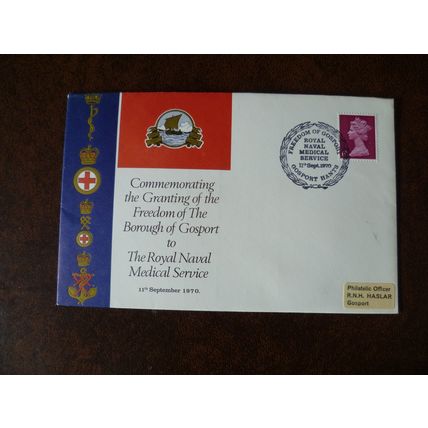 Commemorating
the Granting of the
Freedom of The
Borough of Gosport
to
The Royal Naval
Medical Service
11th September 1970.
FREEDOM OF GOSPORT
ROYAL
NAVAL
MEDICAL
SERVICE
11th Sept. 1970
GOSPORT HANTS
Philatelic Officer
R.N.H. HASLAR
Gosport